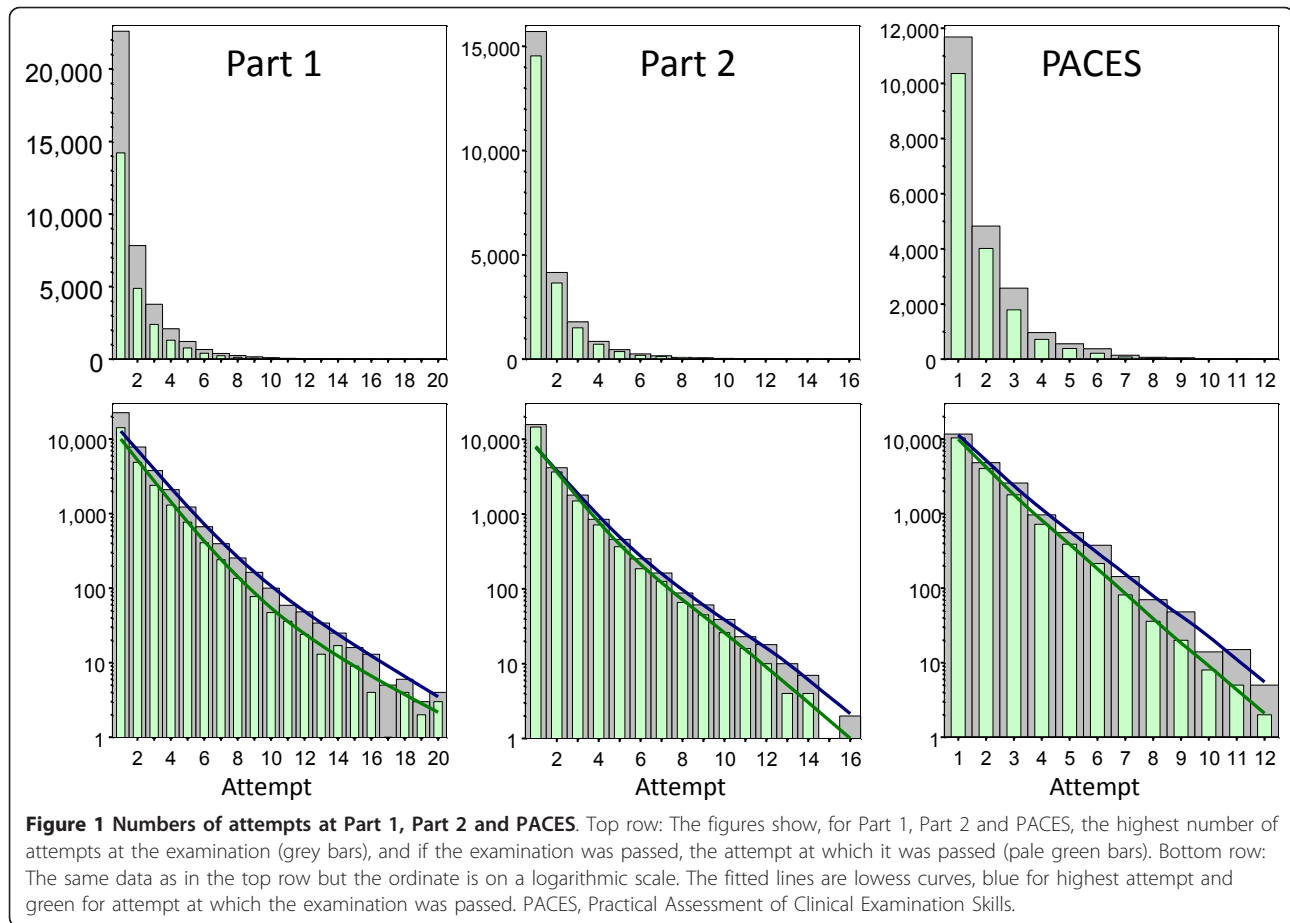 Part 1
Part 2
PACES
20,000
15,000
10,000
5,000
0
2 4 6 8 10 12 14 16 18 20
15,000
10,000
5,000
0
2 4 6 8 10 12 14 16
12,000
10,000
8,000
6,000
4,000
2,000
0
1 2 3 4 5 6 7 8 9 10 11 12
10,000
1,000
100
10
1
2 4 6 8 10 12 14 16 18 20
Attempt
10,000
1,000
100
10
1
2 4 6 8 10 12 14 16
Attempt
10,000
1,000
100
10
1
1 2 3 4 5 6 7 8 9 10 11 12
Attempt
Figure 1 Numbers of attempts at Part 1, Part 2 and PACES. Top row: The figures show, for Part 1, Part 2 and PACES, the highest number of
attempts at the examination (grey bars), and if the examination was passed, the attempt at which it was passed (pale green bars). Bottom row:
The same data as in the top row but the ordinate is on a logarithmic scale. The fitted lines are lowess curves, blue for highest attempt and
green for attempt at which the examination was passed. PACES, Practical Assessment of Clinical Examination Skills.